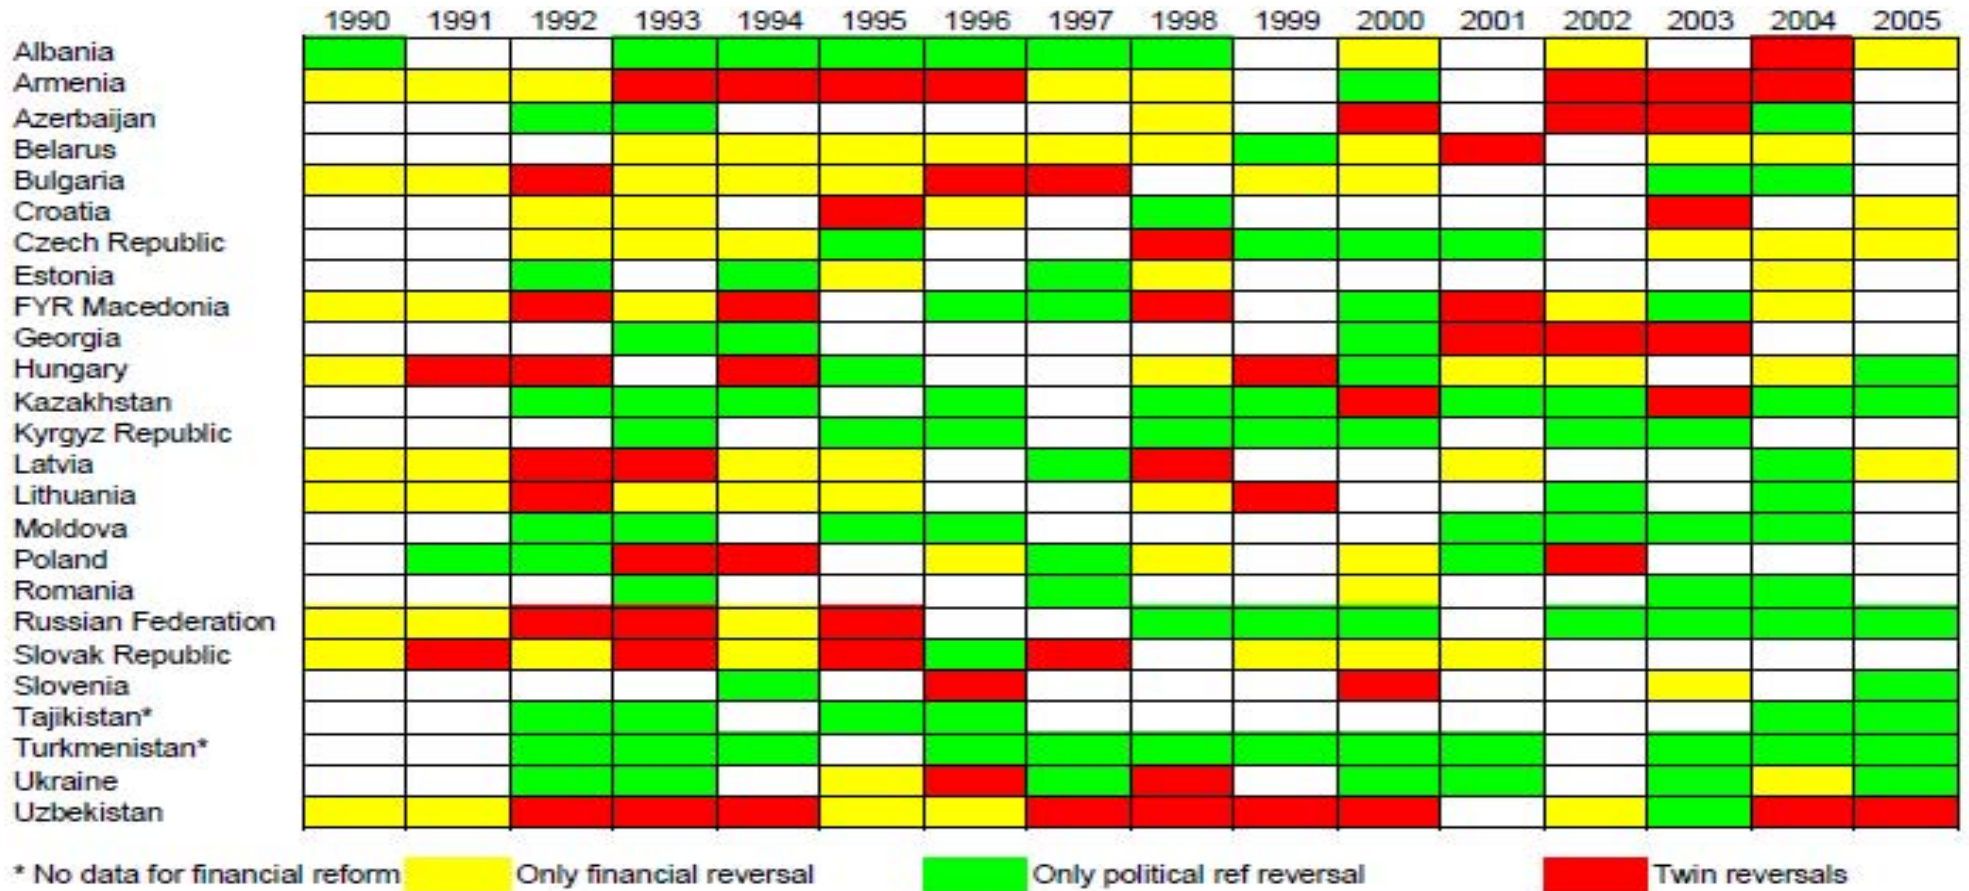 1990 1991 1992 1993 1994 1995 1996 1997 1998 1999 2000 2001 2002 2003 2004 2005
Albania
Armenia
Azerbaijan
Belarus
Bulgaria
Croatia
Czech Republic
Estonia
FYR Macedonia
Georgia
Hungary
Kazakhstan
Kyrgyz Republic
Latvia
Lithuania
Moldova
Poland
Romania
Russian Federation
Slovak Republic
Slovenia
Tajikistan*
Turkmenistan*
Ukraine
Uzbekistan
* No data for financial reform Only financial reversal Only political ref reversal Twin reversals